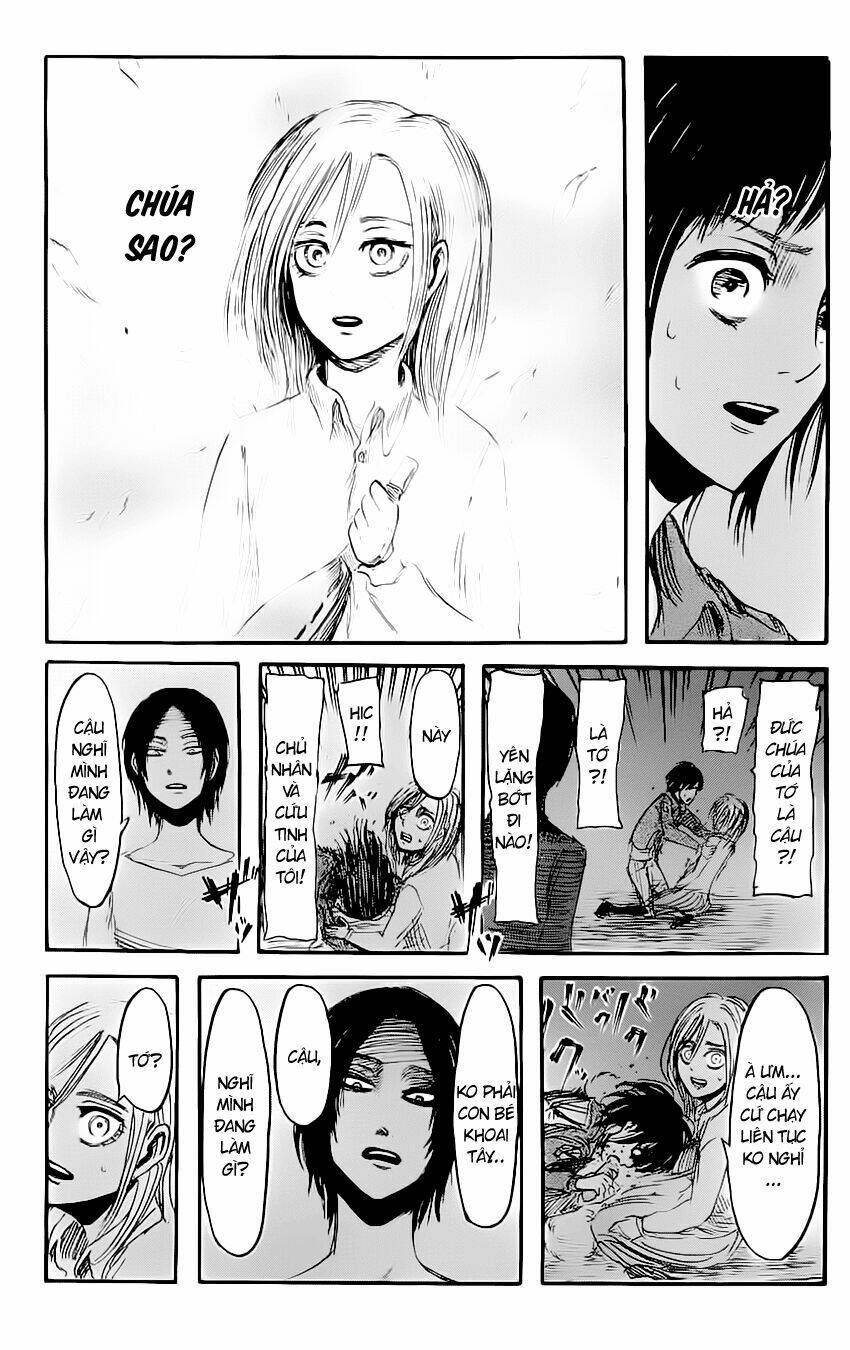 HẢ?
CHÚA
SAO?
ĐỨC
CHÚA
CỦA
TỚ
LÀ
CẬU
?!
HẢ
?!
LÀ
TỚ
?!
YÊN
LẶNG
BỚT
ĐI
NÀO!
NÀY
HIC
!!
CHỦ
NHÂN
VÀ
CỨU
TINH
CỦA
TÔI!
CẬU
NGHĨ
MÌNH
ĐANG
LÀM
GÌ
VẬY?
À ƯM...
CẬU ẤY
CỨ CHẠY
LIÊN TỤC
KO NGHỈ
...
KO PHẢI
CON BÉ
KHOAI
TÂY..
CẬU,
NGHĨ
MÌNH
ĐANG
LÀM
GÌ?
TỚ?